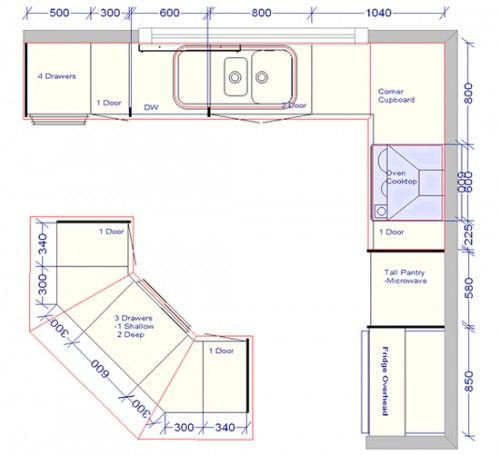 500 300 600 800 1040
4 Drawers
1 Door
DW
2 Door
Corner
Cupboard
800
Oven
Cooktop
600
1 Door
225
Tall Pantry
-Microwave
580
Fridge Overhead
850
340
1 Door
300
3 Drawers
-1 Shallow
2 Deep
300
600
300
1 Door
300 340